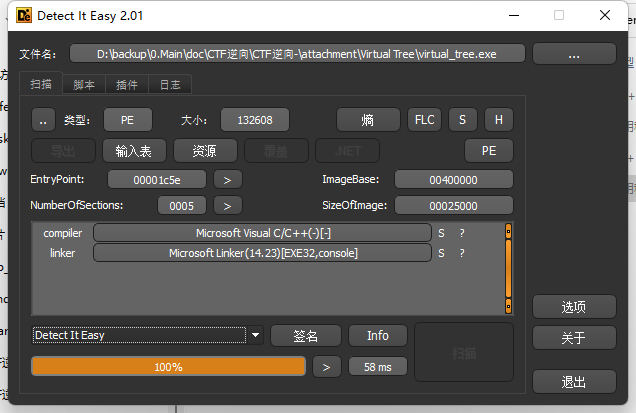 Detect It Easy 2.01
文件名: D:\backup\0.Main\doc\CTF逆向\CTF逆向-\attachment\Virtual Tree\virtual_tree.exe ...
扫描 脚本 插件 日志
.. 类型: PE 大小: 132608 熵 FLC S H
导出 输入表 资源 覆盖 .NET PE
EntryPoint: 00001c5e > ImageBase: 00400000
NumberOfSections: 0005 > SizeOfImage: 00025000
compiler Microsoft Visual C/C++(-)[-] S ?
linker Microsoft Linker(14.23)[EXE32,console] S ?
选项
Detect It Easy 签名 Info 扫描 关于
100% > 58 ms
退出